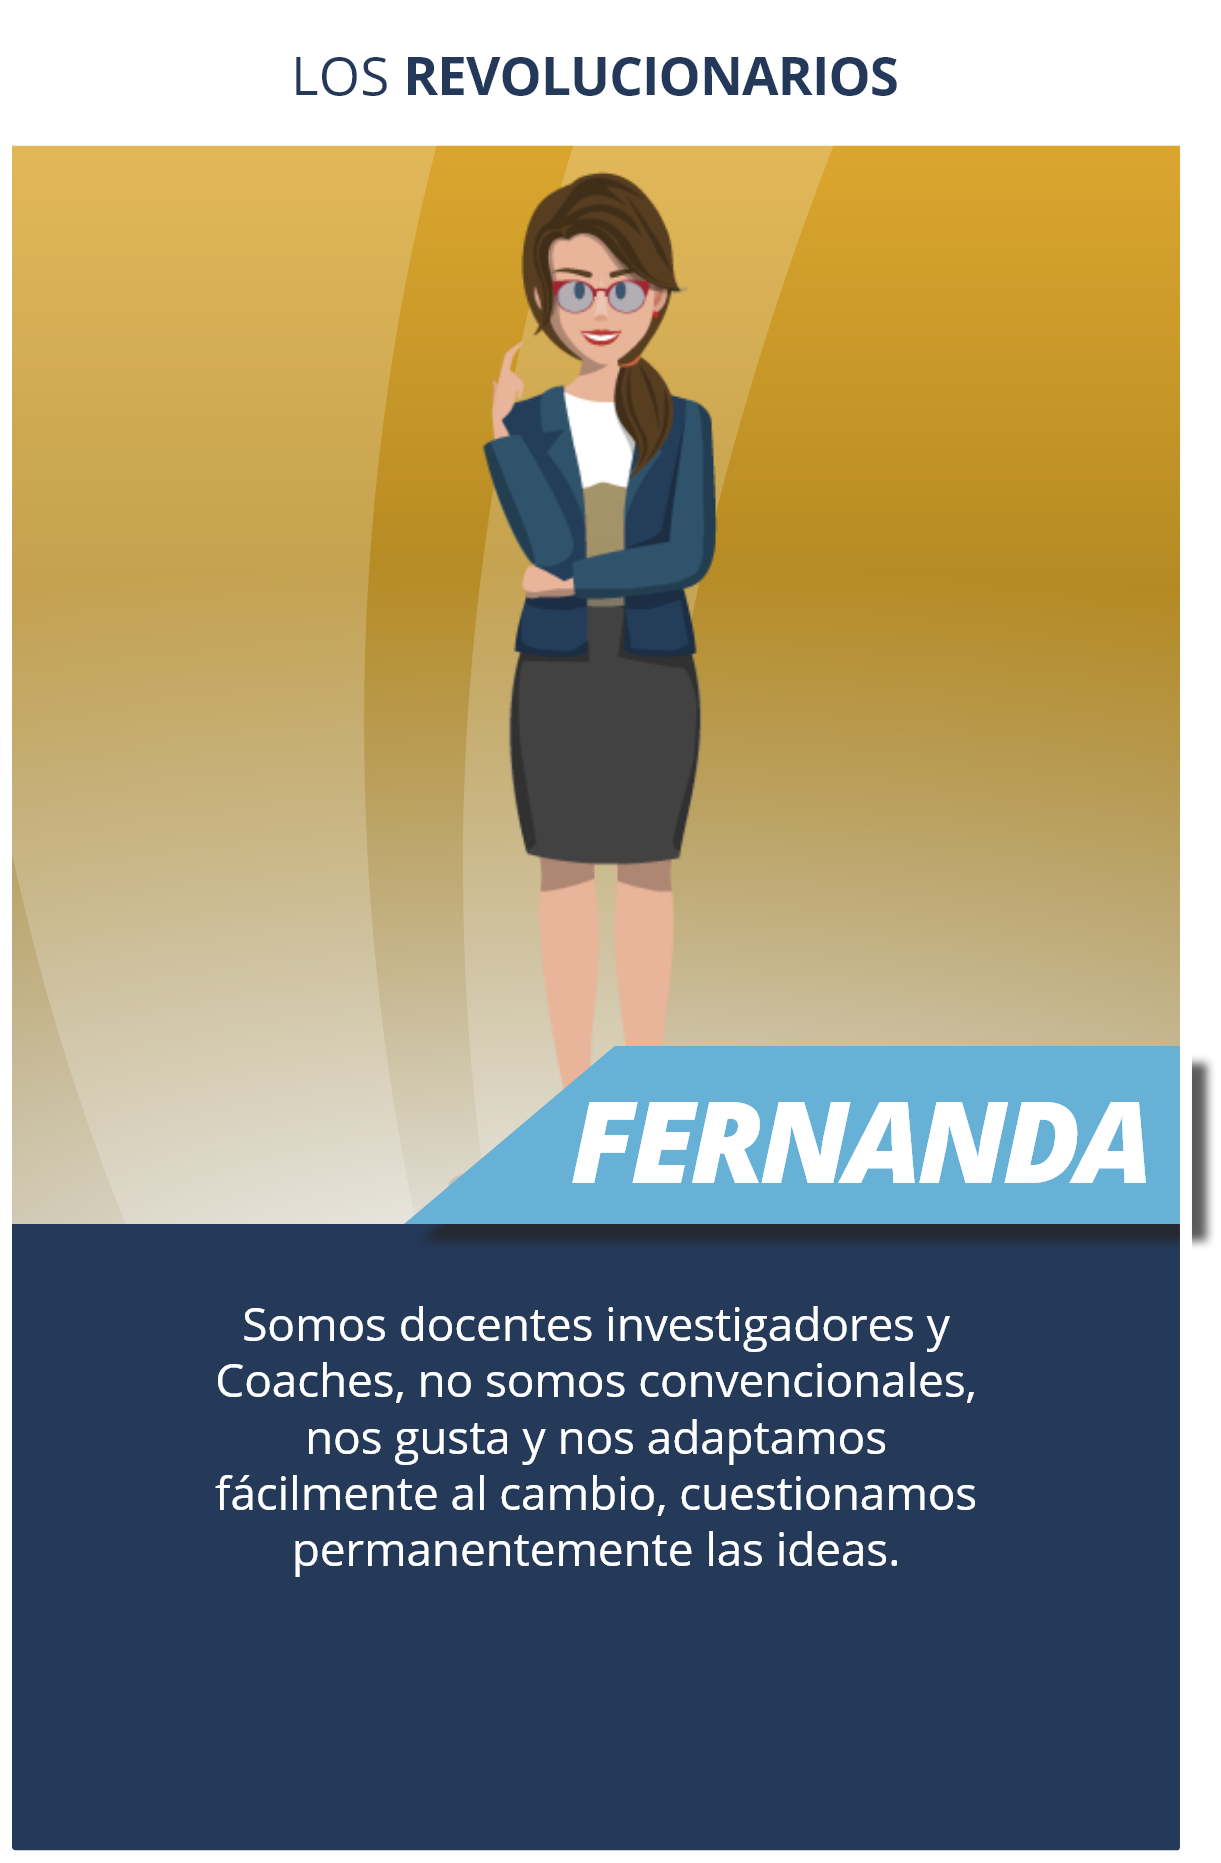 LOS REVOLUCIONARIOS
FERNANDA
Somos docentes investigadores y
Coaches, no somos convencionales,
nos gusta y nos adaptamos
fácilmente al cambio, cuestionamos
permanentemente las ideas.